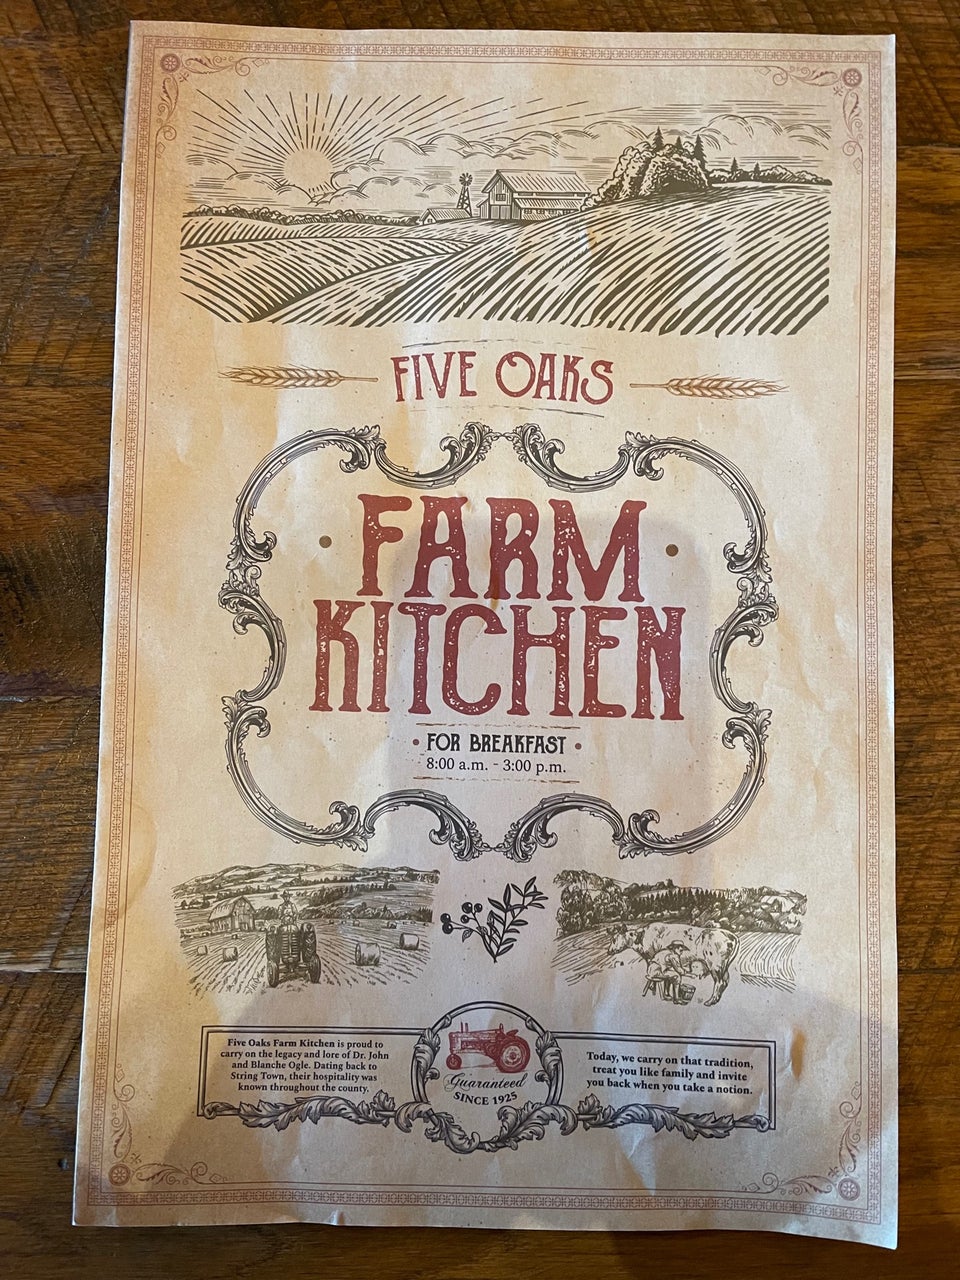 FIVE OAKS
FARM
KITCHEN
• FOR BREAKFAST •
8:00 a.m. - 3:00 p.m.
Five Oaks Farm Kitchen is proud to
carry on the legacy and lore of Dr. John
and Blanche Ogle. Dating back to
String Town, their hospitality was
known throughout the county.
Guaranteed
SINCE 1925
Today, we carry on that tradition,
treat you like family and invite
you back when you take a notion.